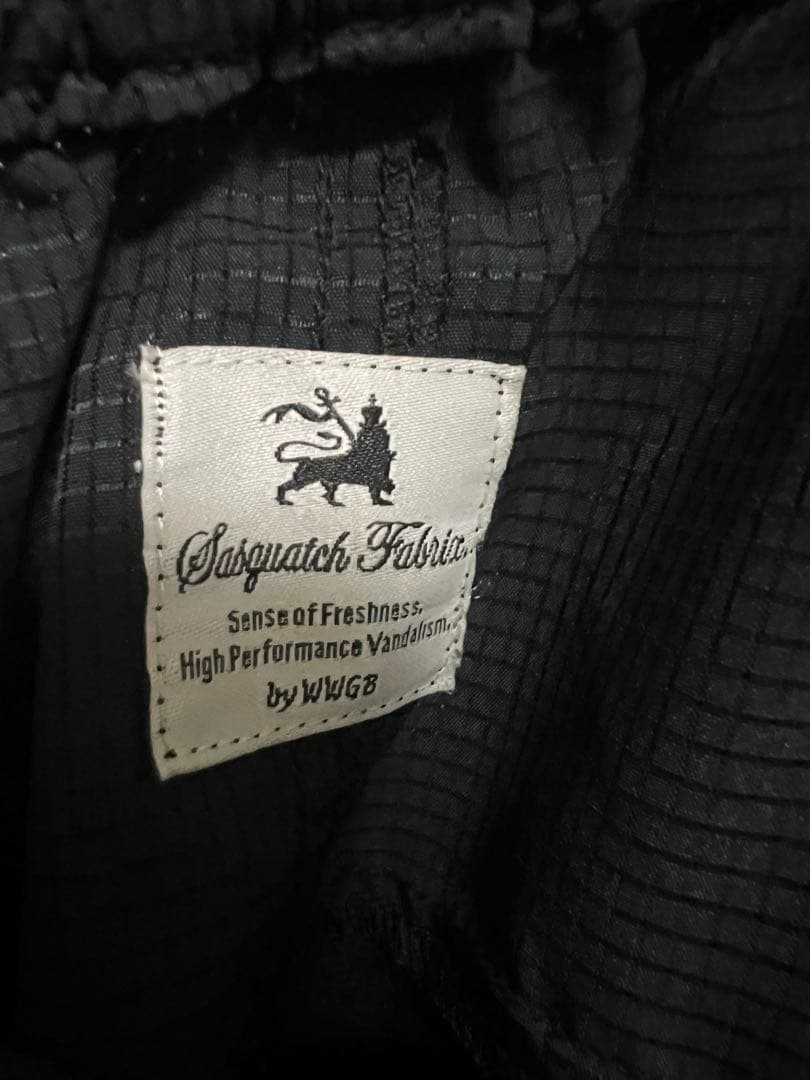 Sasquatch Fabrix.
Sense of Freshness,
High Performance Vandalism,
by WWGB